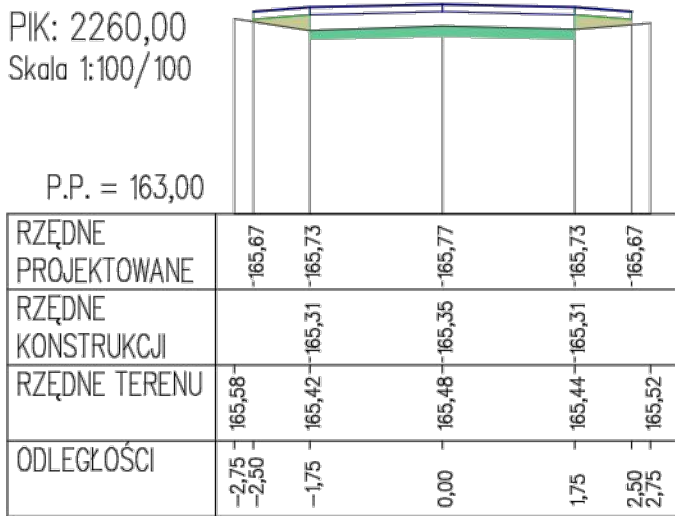 PIK: 2260,00
Skala 1:100/100
P.P. = 163,00
RZĘDNE
PROJEKTOWANE
-165,67 -165,73 -165,77 -165,73 -165,67
RZĘDNE
KONSTRUKCJI
-165,31 -165,35 -165,31
RZĘDNE TERENU
165,58 165,42 165,48 165,44 165,52
ODLEGŁOŚCI
-2,75 -2,50 -1,75 0,00 1,75 2,50 2,75